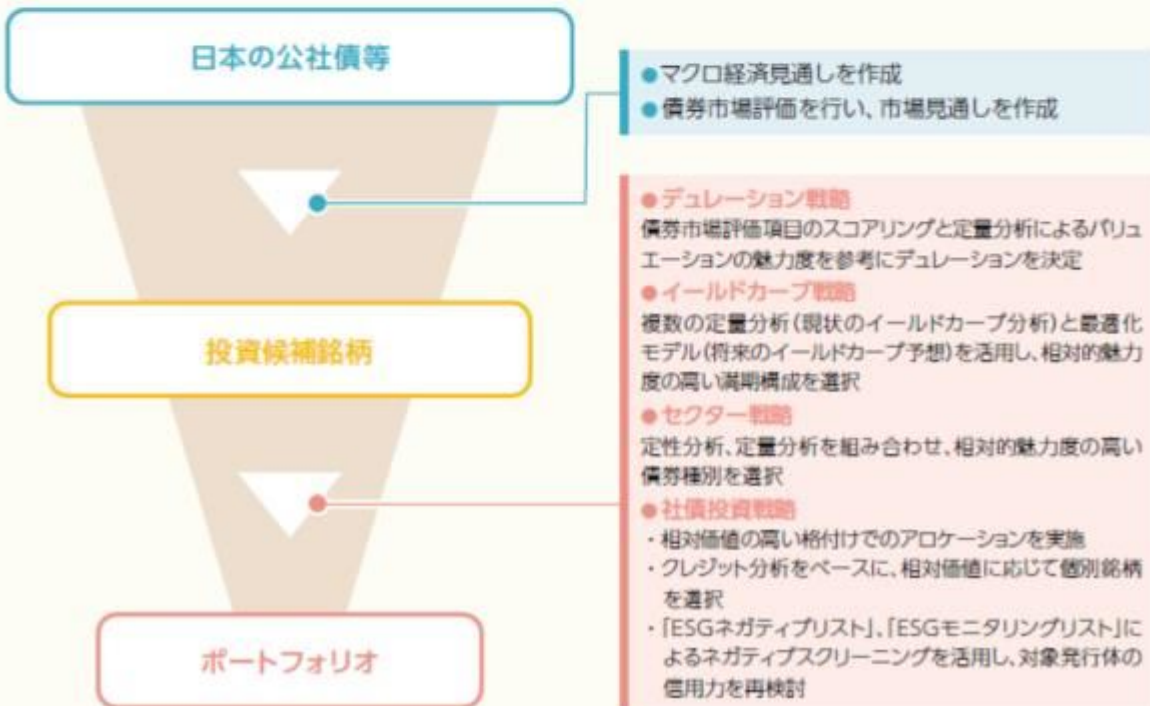 日本の公社債等
●マクロ経済見通しを作成
●債券市場評価を行い、市場見通しを作成
●デュレーション戦略
債券市場評価項目のスコアリングと定量分析によるバリュ
エーションの魅力度を参考にデュレーションを決定
●イールドカーブ戦略
複数の定量分析(現状のイールドカーブ分析)と最適化
モデル(将来のイールドカーブ予想)を活用し、相対的魅力
度の高い満期構成を選択
投資候補銘柄
●セクター戦略
定性分析、定量分析を組み合わせ、相対的魅力度の高い
債券種別を選択
●社債投資戦略
・相対価値の高い格付けでのアロケーションを実施
・クレジット分析をベースに、相対価値に応じて個別銘柄
を選択
・「ESGネガティブリスト」、「ESGモニタリングリスト」に
よるネガティブスクリーニングを活用し、対象発行体の
信用力を再検討
ポートフォリオ